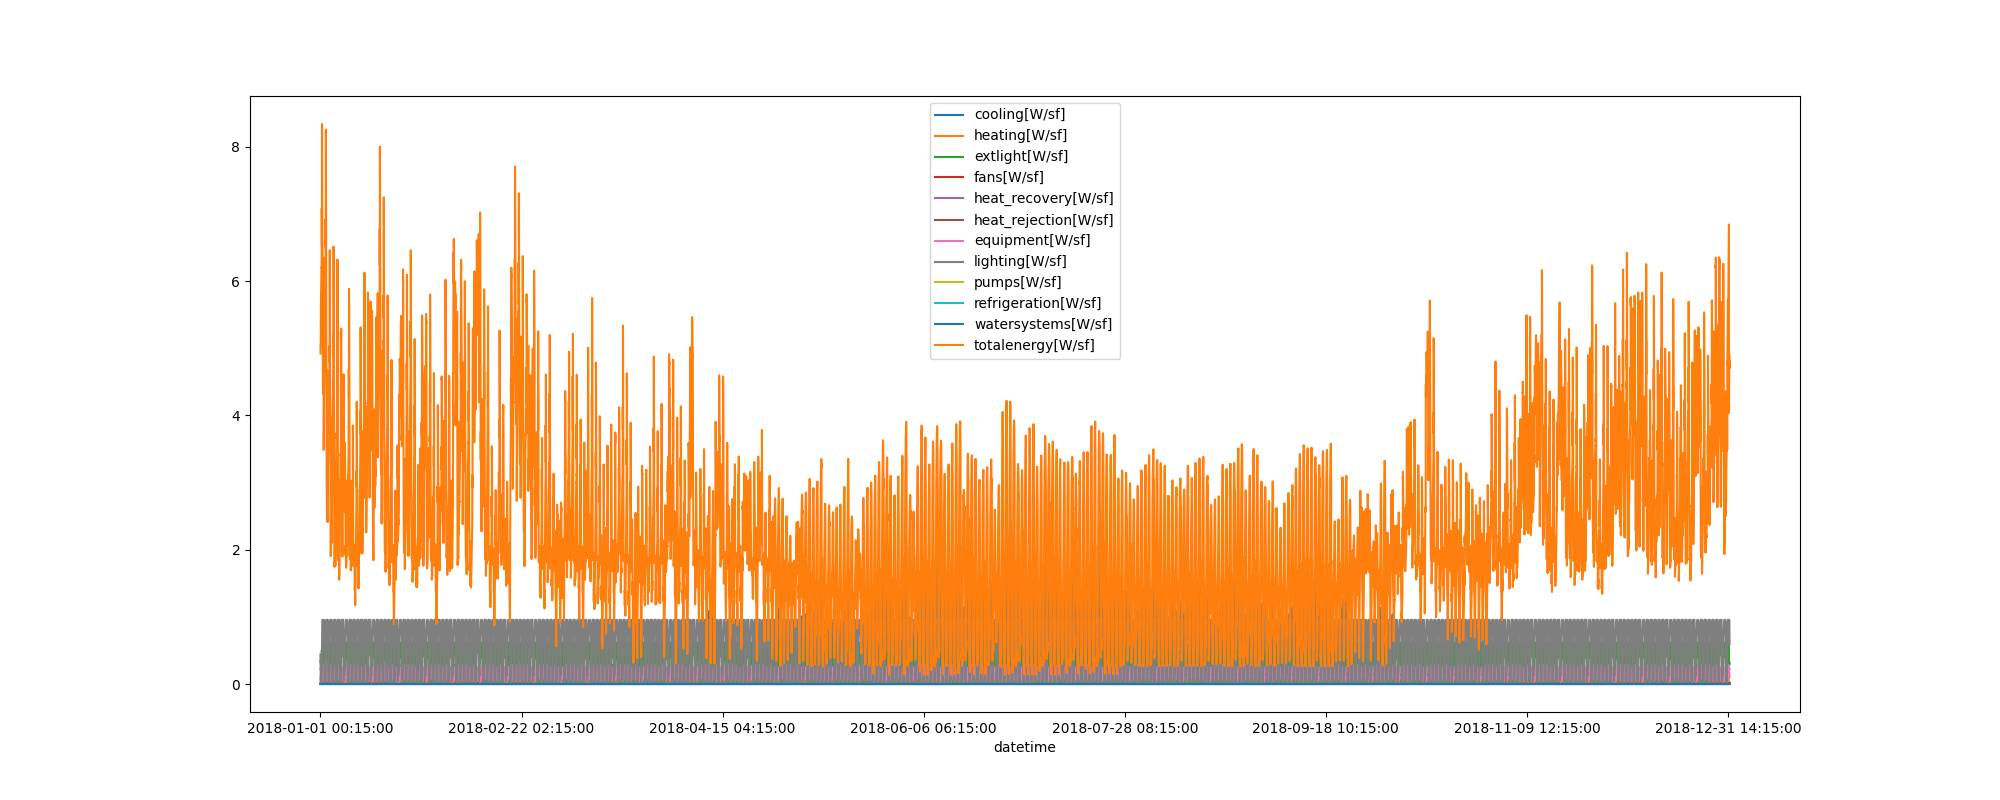 cooling[W/sf]
heating[W/sf]
extlight[W/sf]
fans[W/sf]
heat_recovery[W/sf]
heat_rejection[W/sf]
equipment[W/sf]
lighting[W/sf]
pumps[W/sf]
refrigeration[W/sf]
watersystems[W/sf]
totalenergy[W/sf]
8
6
4
2
0
2018-01-01 00:15:00 2018-02-22 02:15:00 2018-04-15 04:15:00 2018-06-06 06:15:00 2018-07-28 08:15:00 2018-09-18 10:15:00 2018-11-09 12:15:00 2018-12-31 14:15:00
datetime